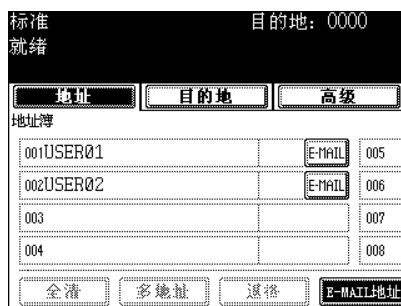 标准 目的地: 0000
就绪
地址 目的地 高级
地址簿
001USER01 E-MAIL 005
002USER02 E-MAIL 006
003 007
004 008
全清 多地址 退格 E-MAIL地址